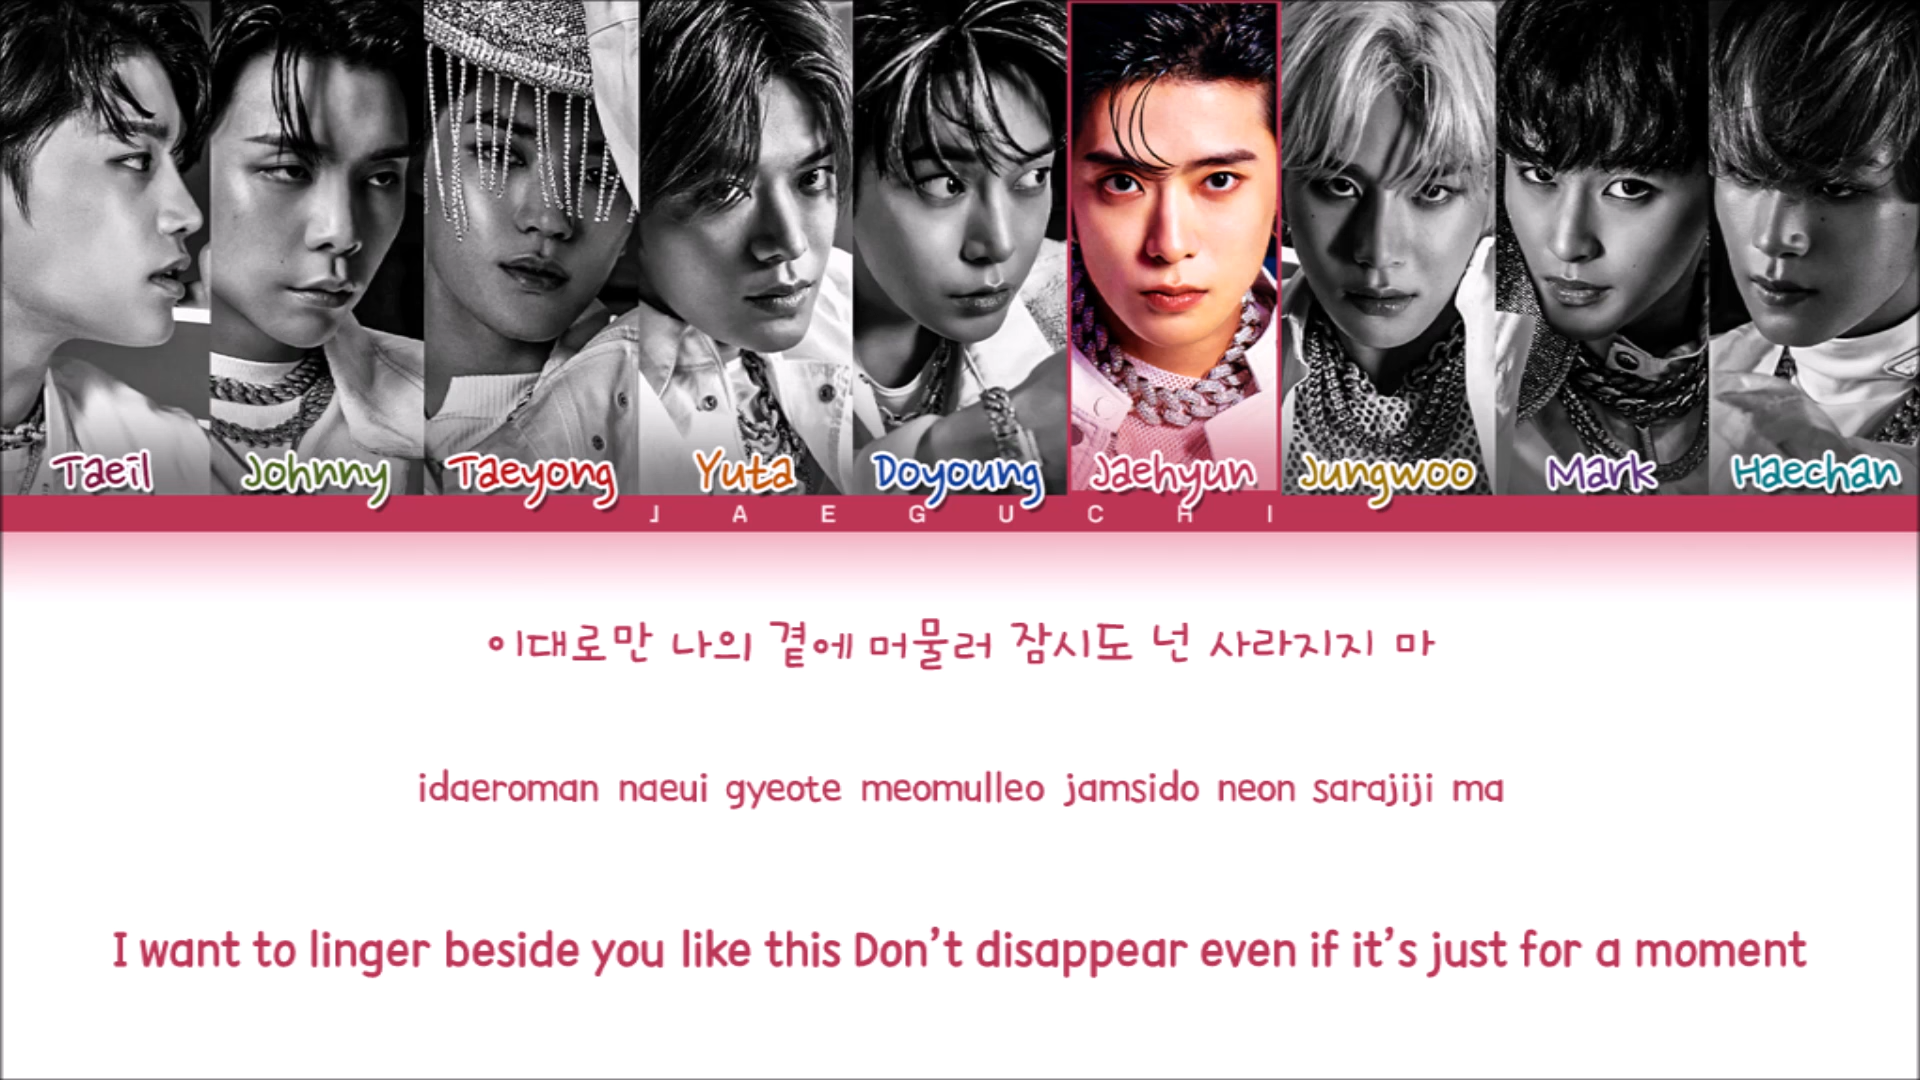 Taeil Johnny Taeyong Yuta Doyoung Jaehyun Jungwoo Mark Haechan
JAEGUCHI
이대로만 나의 곁에 머물러 잠시도 넌 사라지지 마
idaeroman naeui gyeote meomulleo jamsido neon sarajiji ma
I want to linger beside you like this Don't disappear even if it's just for a moment